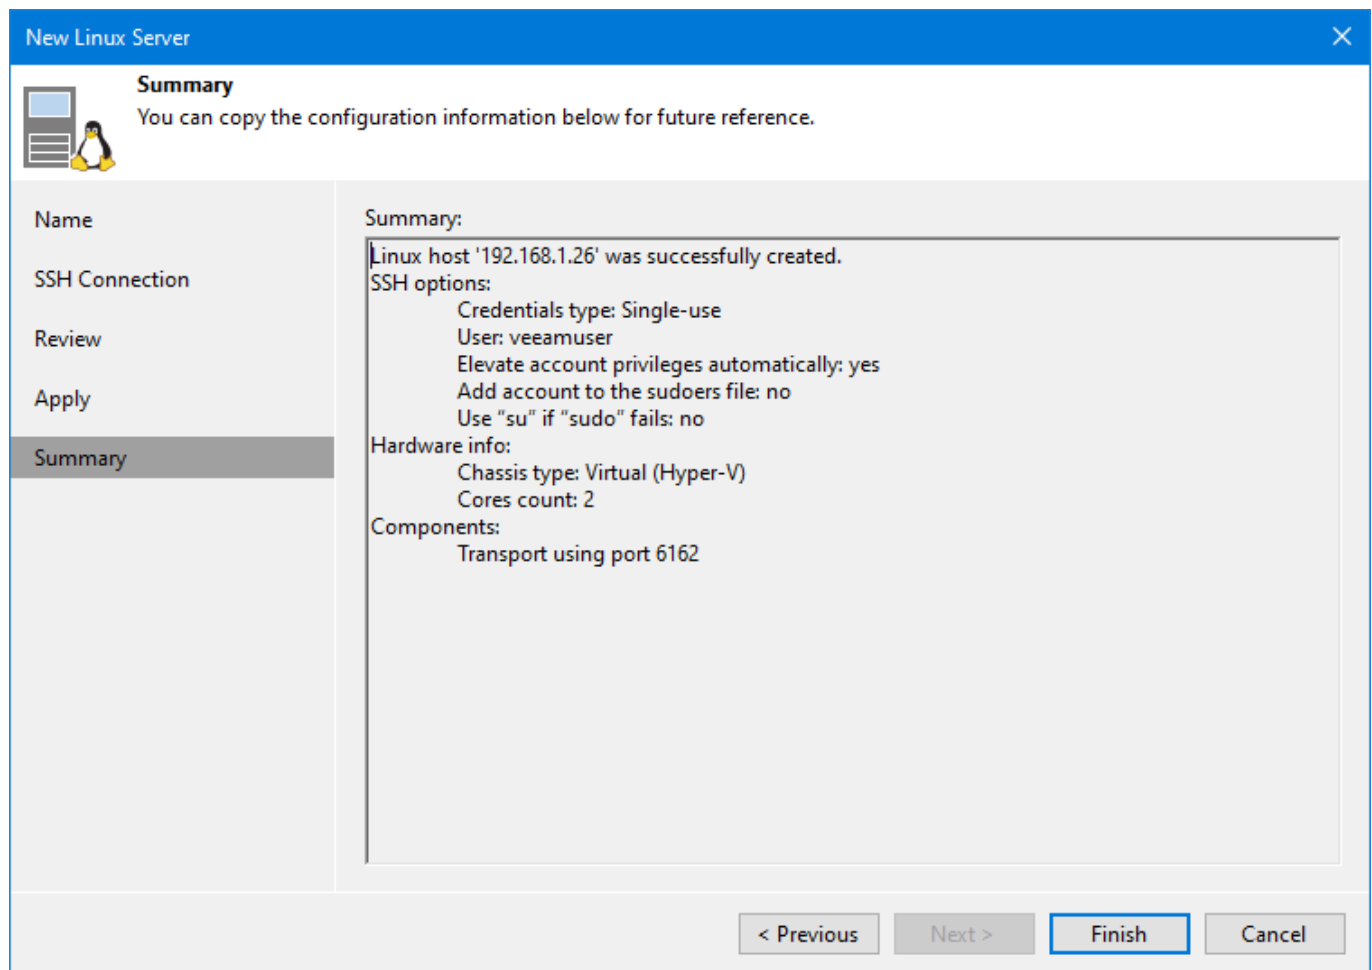 New Linux Server
Summary
You can copy the configuration information below for future reference.
Name
SSH Connection
Review
Apply
Summary
Summary:
Linux host '192.168.1.26' was successfully created.
SSH options:
Credentials type: Single-use
User: veeamuser
Elevate account privileges automatically: yes
Add account to the sudoers file: no
Use “su” if “sudo” fails: no
Hardware info:
Chassis type: Virtual (Hyper-V)
Cores count: 2
Components:
Transport using port 6162
< Previous
Next >
Finish
Cancel